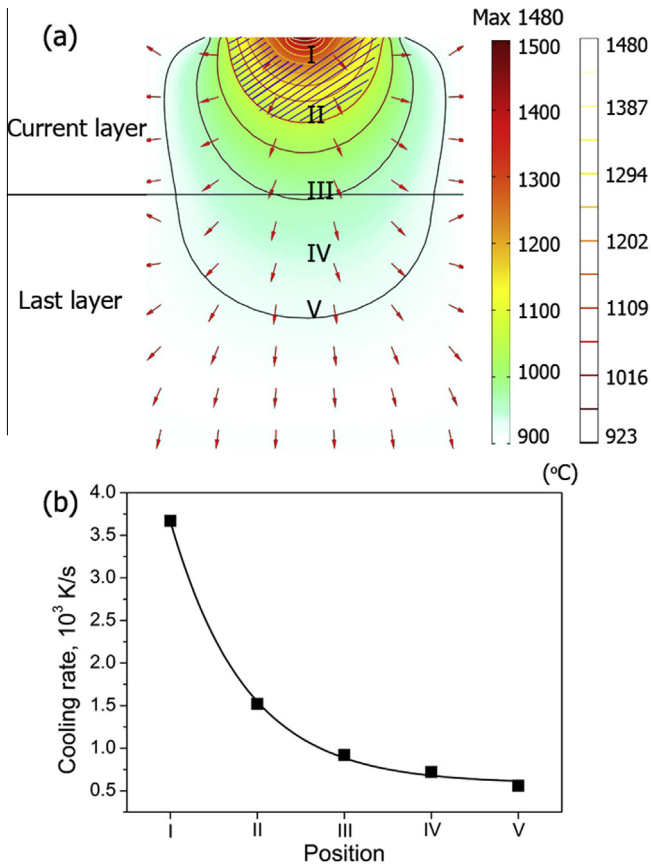 (a)
Max 1480
1500
1400
1300
1200
1100
1000
900
1480
1387
1294
1202
1109
1016
923
(°C)
Current layer
Last layer
I
II
III
IV
V
(b)
4.0
3.5
3.0
2.5
2.0
1.5
1.0
0.5
Cooling rate, 10³ K/s
I II III IV V
Position